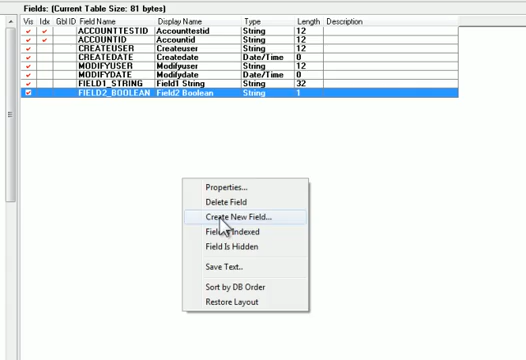 Fields: (Current Table Size: 81 bytes)
Vis Idx Gbl ID Field Name Display Name Type Length Description
ACCOUNTTESTID Accounttestid String 12
ACCOUNTID Accountid String 12
CREATEUSER Createuser String 12
CREATEDATE Createdate Date/Time 0
MODIFYUSER Modifyuser String 12
MODIFYDATE Modifydate Date/Time 0
FIELD1_STRING Field1 String String 32
FIELD2_BOOLEAN Field2 Boolean String 1
Properties...
Delete Field
Create New Field...
Field Indexed
Field Is Hidden
Save Text..
Sort by DB Order
Restore Layout